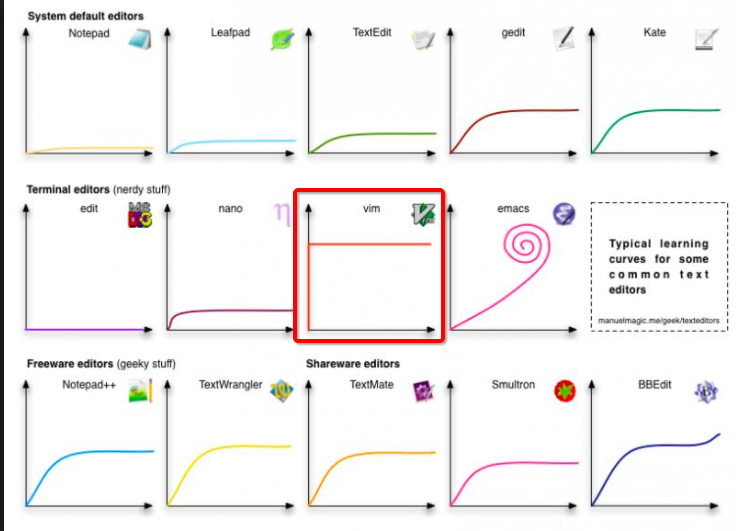 System default editors
Notepad
Leafpad
TextEdit
gedit
Kate
Terminal editors (nerdy stuff)
edit
MS
DOS
nano
η
vim
emacs
Typical learning
curves for some
common text
editors
manuelmagic.me/geek/texteditors
Freeware editors (geeky stuff)
Shareware editors
Notepad++
TextWrangler
TextMate
Smultron
BBEdit